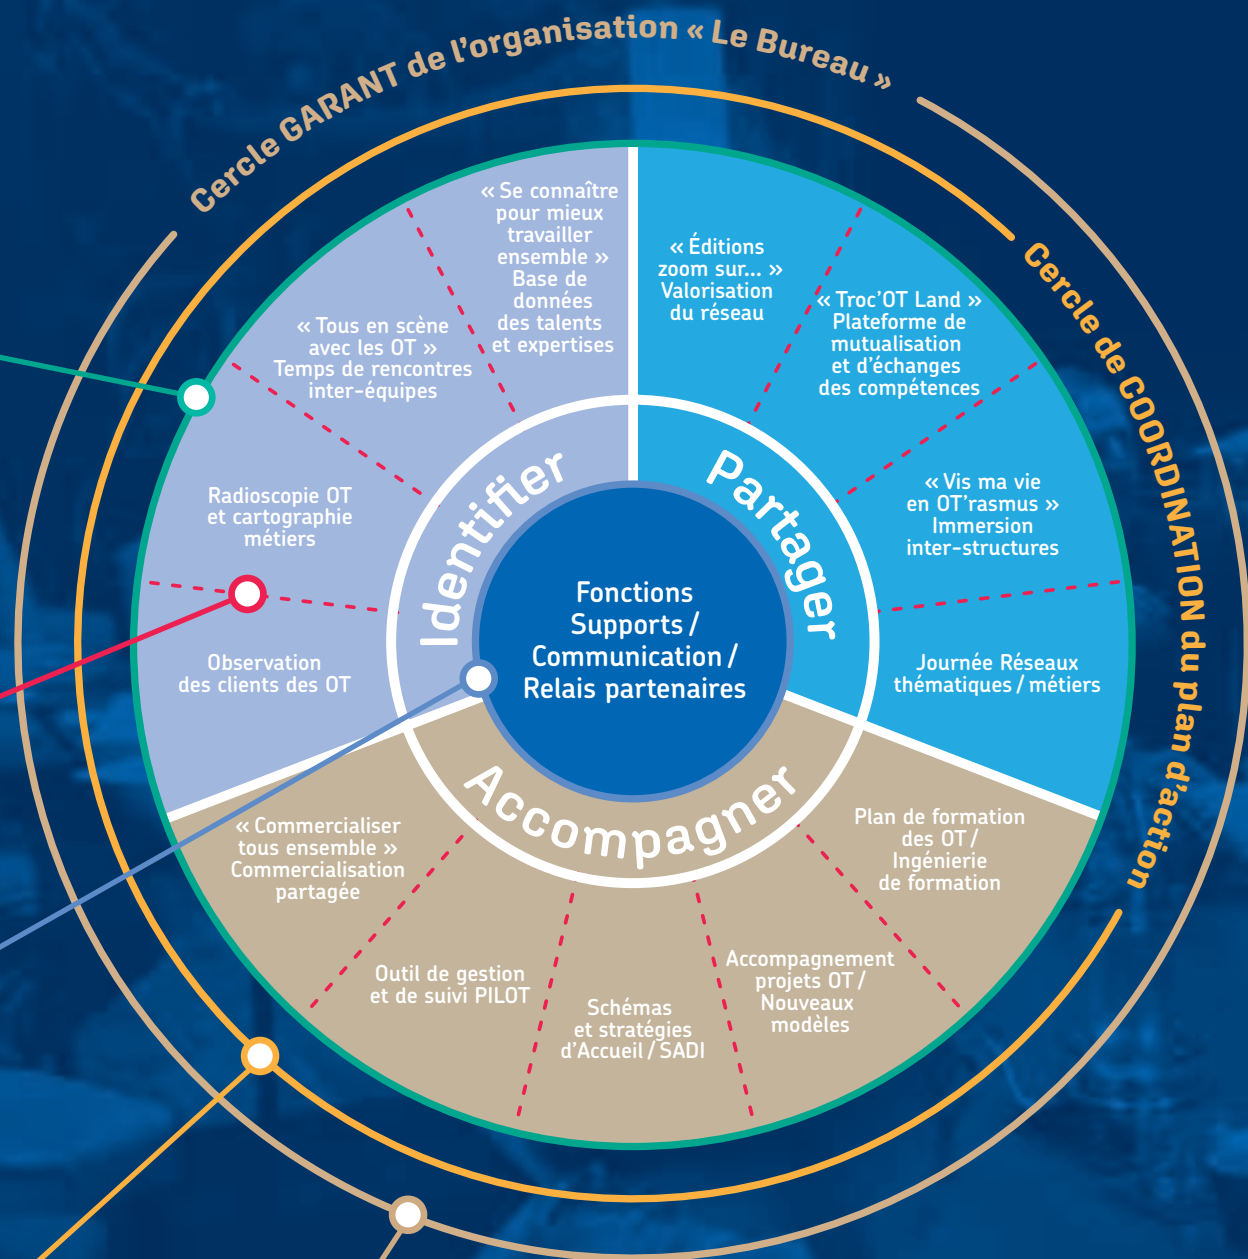 Cercle GARANT de l'organisation « Le Bureau »
Cercle de COORDINATION du plan d'action
Identifier
« Se connaître
pour mieux
travailler
ensemble »
Base de
données
des talents
et expertises
« Tous en scène
avec les OT »
Temps de rencontres
inter-équipes
Radioscopie OT
et cartographie
métiers
Observation
des clients des OT
Partager
« Éditions
zoom sur... »
Valorisation
du réseau
« Troc'OT Land »
Plateforme de
mutualisation
et d'échanges
des compétences
« Vis ma vie
en OT'rasmus »
Immersion
inter-structures
Journée Réseaux
thématiques / métiers
Fonctions
Supports /
Communication /
Relais partenaires
Accompagner
« Commercialiser
tous ensemble »
Commercialisation
partagée
Outil de gestion
et de suivi PILOT
Schémas
et stratégies
d'Accueil / SADI
Accompagnement
projets OT /
Nouveaux
modèles
Plan de formation
des OT /
Ingénierie
de formation